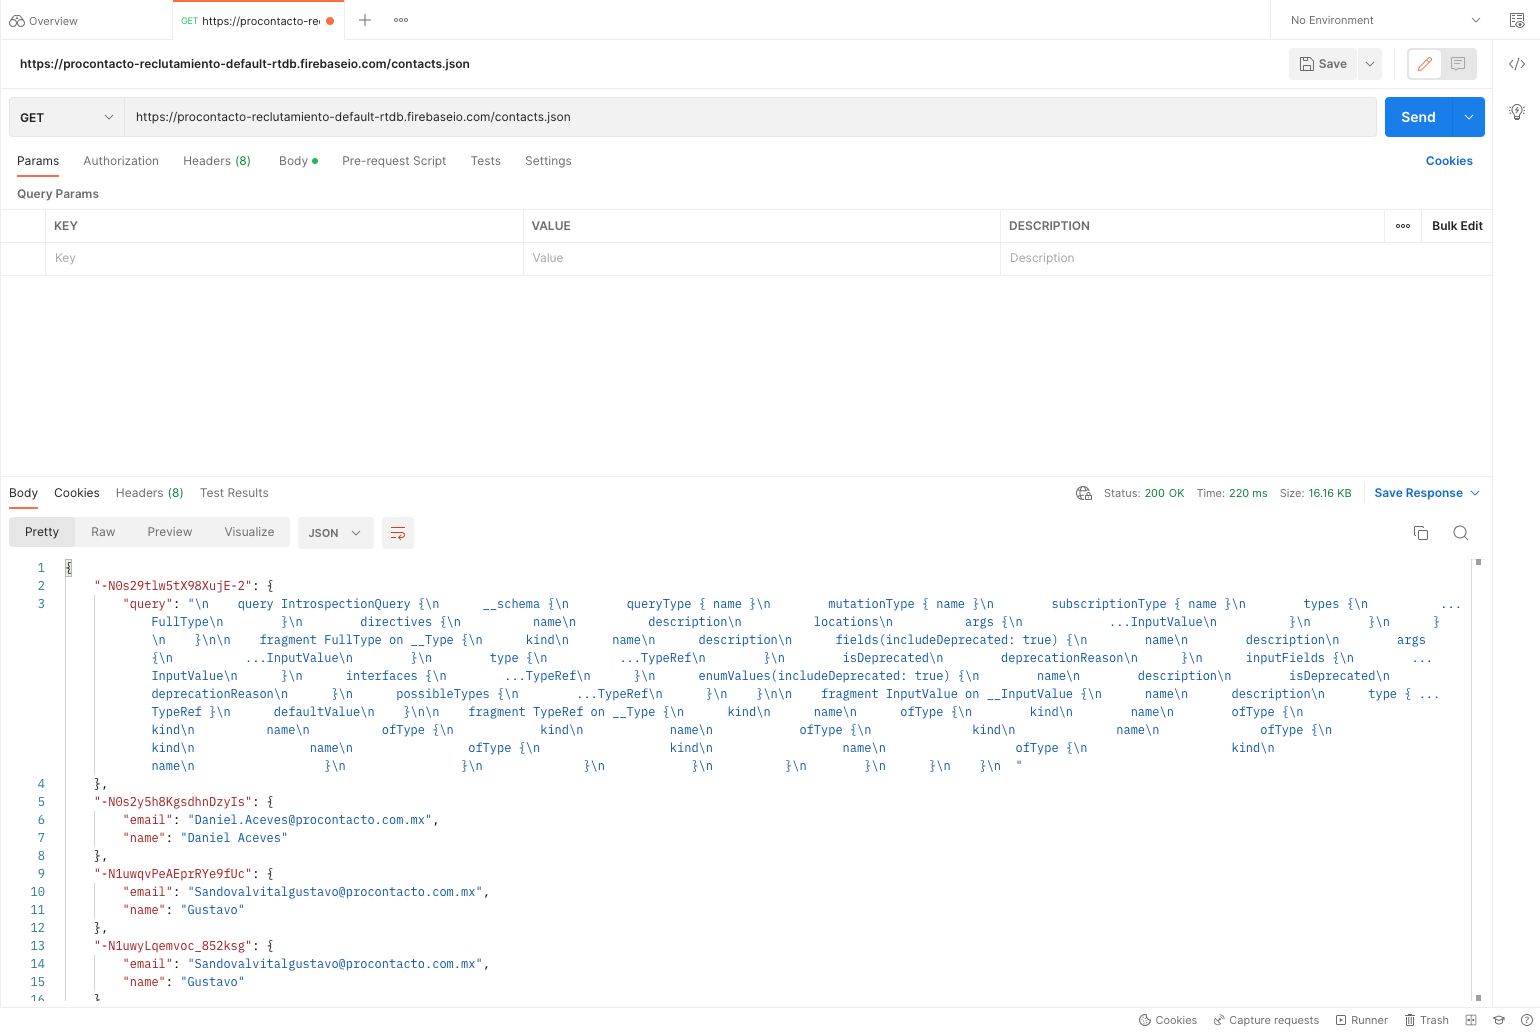 Overview
GET https://procontacto-re
No Environment
https://procontacto-reclutamiento-default-rtdb.firebaseio.com/contacts.json
Save
GET
https://procontacto-reclutamiento-default-rtdb.firebaseio.com/contacts.json
Send
Params Authorization Headers (8) Body Pre-request Script Tests Settings Cookies
Query Params
KEY VALUE DESCRIPTION Bulk Edit
Key Value Description
Body Cookies Headers (8) Test Results Status: 200 OK Time: 220 ms Size: 16.16 KB Save Response
Pretty Raw Preview Visualize JSON
1 {
2 "-N0s29tlw5tX98XujE-2": {
3 "query": "\n query IntrospectionQuery {\n __schema {\n queryType { name }\n mutationType { name }\n subscriptionType { name }\n types {\n ...
FullType\n }\n directives {\n name\n description\n locations\n args {\n ...InputValue\n }\n }\n }
\n }\n\n fragment FullType on __Type {\n kind\n name\n description\n fields(includeDeprecated: true) {\n name\n description\n args
{\n ...InputValue\n }\n type {\n ...TypeRef\n }\n isDeprecated\n deprecationReason\n }\n inputFields {\n ...
InputValue\n }\n interfaces {\n ...TypeRef\n }\n enumValues(includeDeprecated: true) {\n name\n description\n isDeprecated\n
deprecationReason\n }\n possibleTypes {\n ...TypeRef\n }\n }\n\n fragment InputValue on __InputValue {\n name\n description\n type { ...
TypeRef }\n defaultValue\n }\n\n fragment TypeRef on __Type {\n kind\n name\n ofType {\n kind\n name\n ofType {\n
kind\n name\n ofType {\n kind\n name\n ofType {\n kind\n name\n ofType {\n
kind\n name\n ofType {\n kind\n name\n ofType {\n kind\n
name\n }\n }\n }\n }\n }\n }\n }\n }\n "
4 },
5 "-N0s2y5h8KgsdhnDzyIs": {
6 "email": "Daniel.Aceves@procontacto.com.mx",
7 "name": "Daniel Aceves"
8 },
9 "-N1uwqvPeAEprRYe9fUc": {
10 "email": "Sandovalvitalgustavo@procontacto.com.mx",
11 "name": "Gustavo"
12 },
13 "-N1uwyLqemvoc_852ksg": {
14 "email": "Sandovalvitalgustavo@procontacto.com.mx",
15 "name": "Gustavo"
16 }
Cookies Capture requests Runner Trash